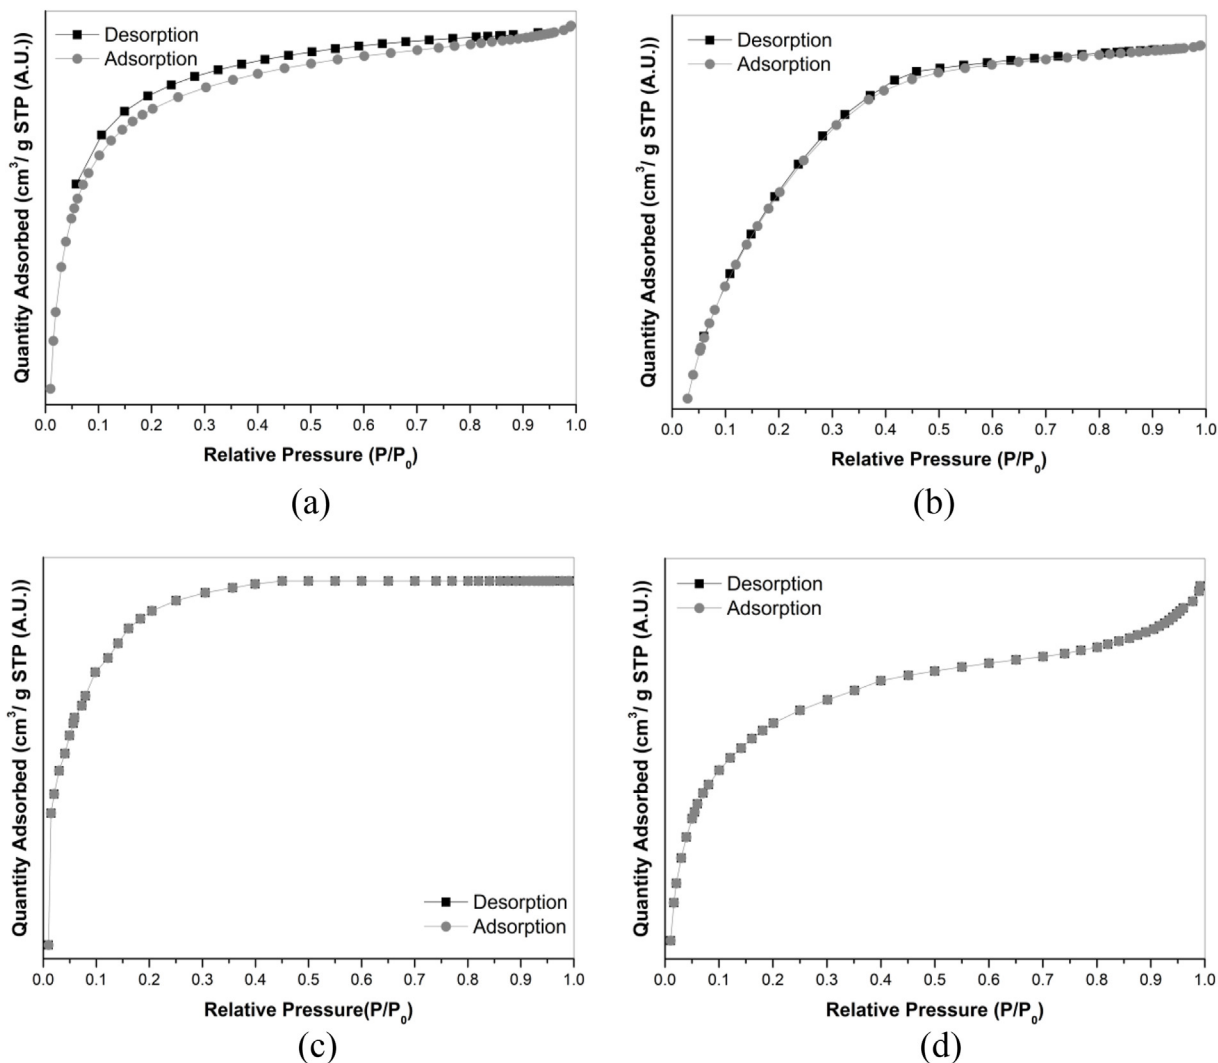 Desorption
Adsorption
Quantity Adsorbed (cm³/ g STP (A.U.))
0.0 0.1 0.2 0.3 0.4 0.5 0.6 0.7 0.8 0.9 1.0
Relative Pressure (P/P₀)
(a)
Desorption
Adsorption
Quantity Adsorbed (cm³/ g STP (A.U.))
0.0 0.1 0.2 0.3 0.4 0.5 0.6 0.7 0.8 0.9 1.0
Relative Pressure (P/P₀)
(b)
Quantity Adsorbed (cm³/ g STP (A.U.))
Desorption
Adsorption
0.0 0.1 0.2 0.3 0.4 0.5 0.6 0.7 0.8 0.9 1.0
Relative Pressure(P/P₀)
(c)
Desorption
Adsorption
Quantity Adsorbed (cm³/ g STP (A.U.))
0.0 0.1 0.2 0.3 0.4 0.5 0.6 0.7 0.8 0.9 1.0
Relative Pressure (P/P₀)
(d)